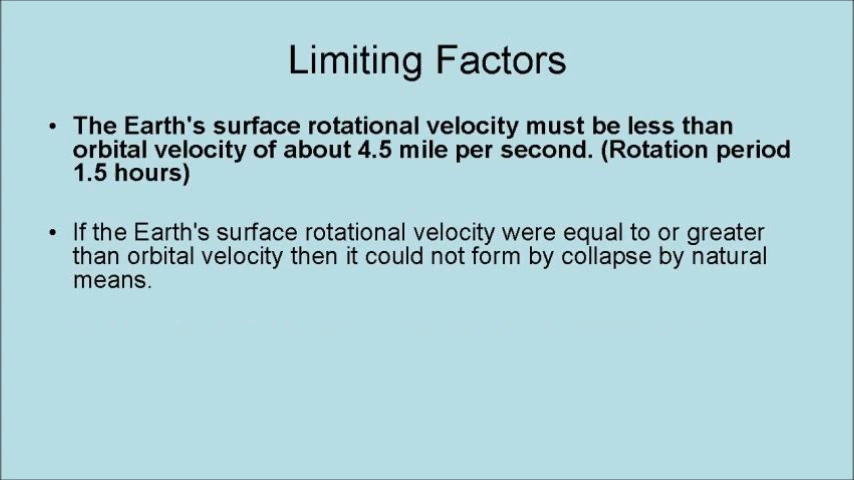 Limiting Factors
• The Earth's surface rotational velocity must be less than
orbital velocity of about 4.5 mile per second. (Rotation period
1.5 hours)
• If the Earth's surface rotational velocity were equal to or greater
than orbital velocity then it could not form by collapse by natural
means.